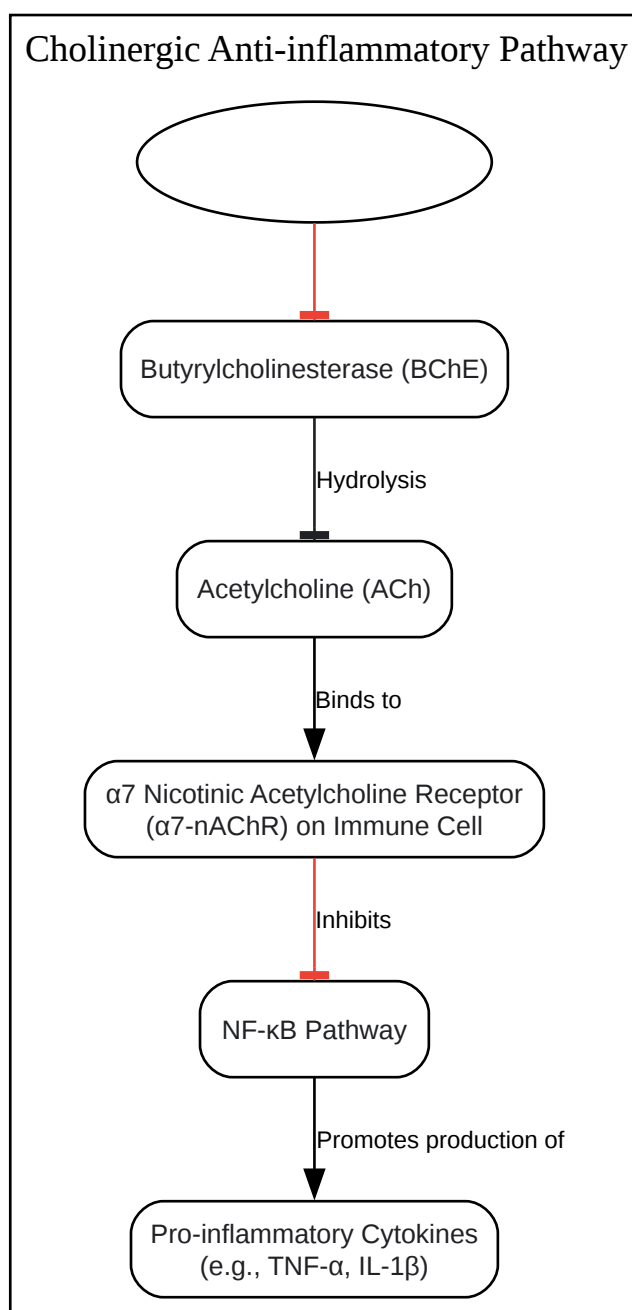 Cholinergic Anti-inflammatory Pathway
Butyrylcholinesterase (BChE)
Hydrolysis
Acetylcholine (ACh)
Binds to
α7 Nicotinic Acetylcholine Receptor
(α7-nAChR) on Immune Cell
Inhibits
NF-κB Pathway
Promotes production of
Pro-inflammatory Cytokines
(e.g., TNF-α, IL-1β)